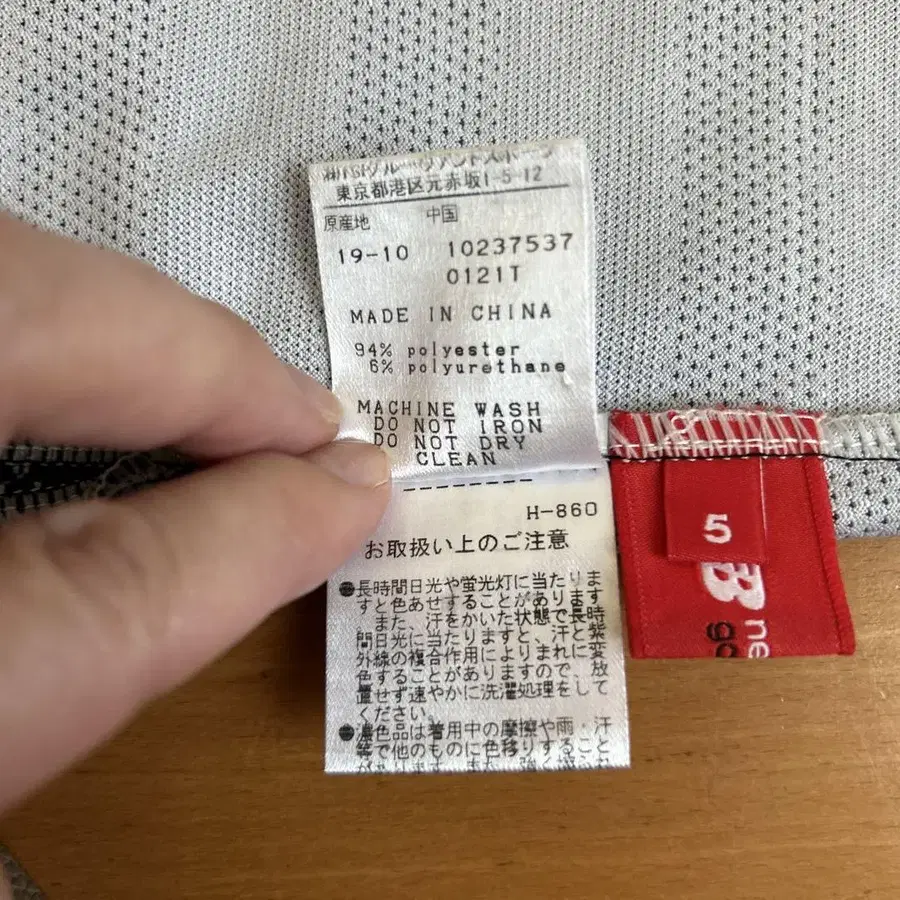 東京都港区元赤坂1-5-12
原産地 中国
19-10 10237537
0121T
MADE IN CHINA
94% polyester
6% polyurethane
MACHINE WASH
DO NOT IRON
DO NOT DRY
CLEAN
H-860
お取扱い上のご注意
●長時間日光や蛍光灯に当たりま
すと色あせすることがあります
また、汗をかいた状態で長時
間日光に当たりますと、汗と紫
外線の複合作用によりまれに変
色することがありますので、放
置せず速やかに洗濯処理をして
ください。
●濃色品は着用中の摩擦や雨・汗
等で他のものに色移りすること
5
B
ne
go